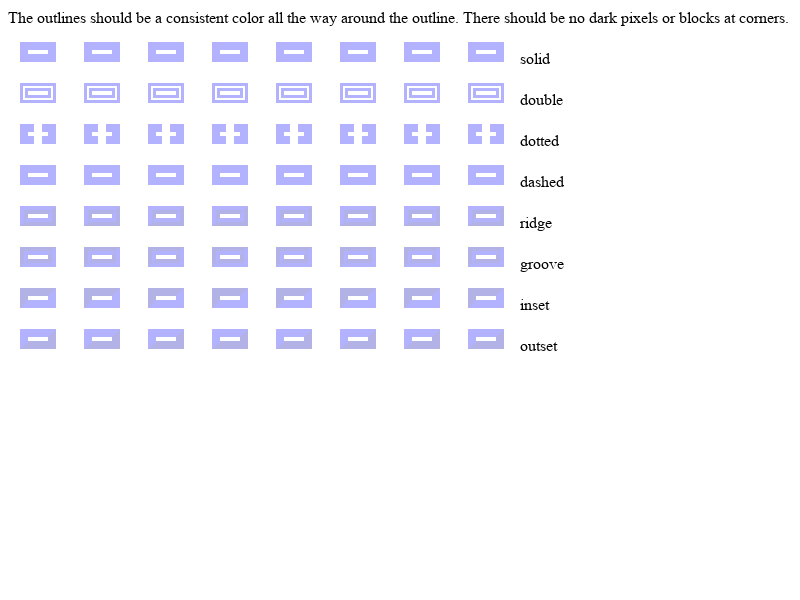 The outlines should be a consistent color all the way around the outline. There should be no dark pixels or blocks at corners.
solid
double
dotted
dashed
ridge
groove
inset
outset